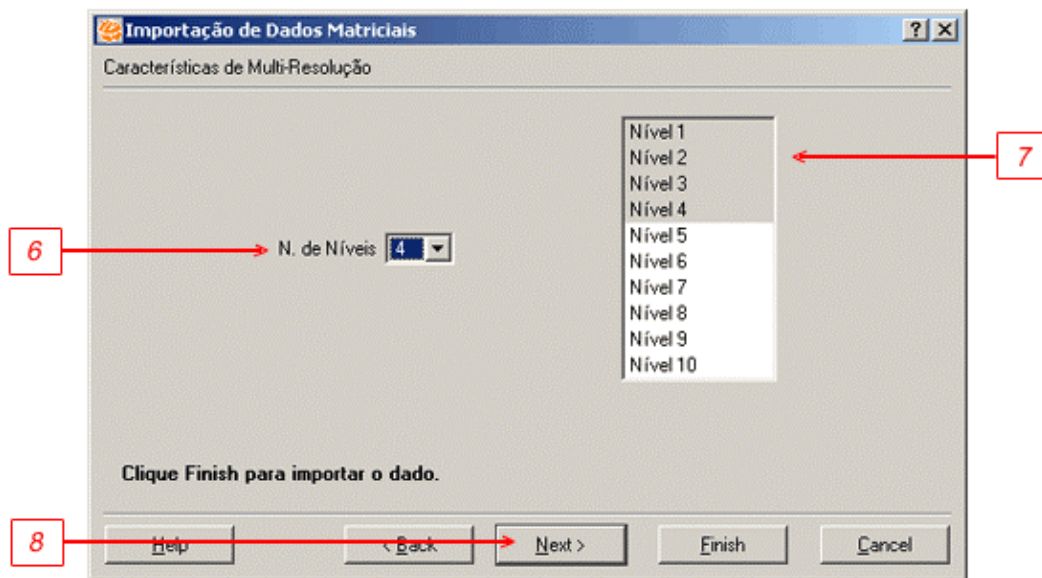 Importação de Dados Matriciais
Características de Multi-Resolução
Nível 1
Nível 2
Nível 3
Nível 4
Nível 5
Nível 6
Nível 7
Nível 8
Nível 9
Nível 10
7
6
N. de Níveis 4
Clique Finish para importar o dado.
8
Help
< Back
Next >
Finish
Cancel